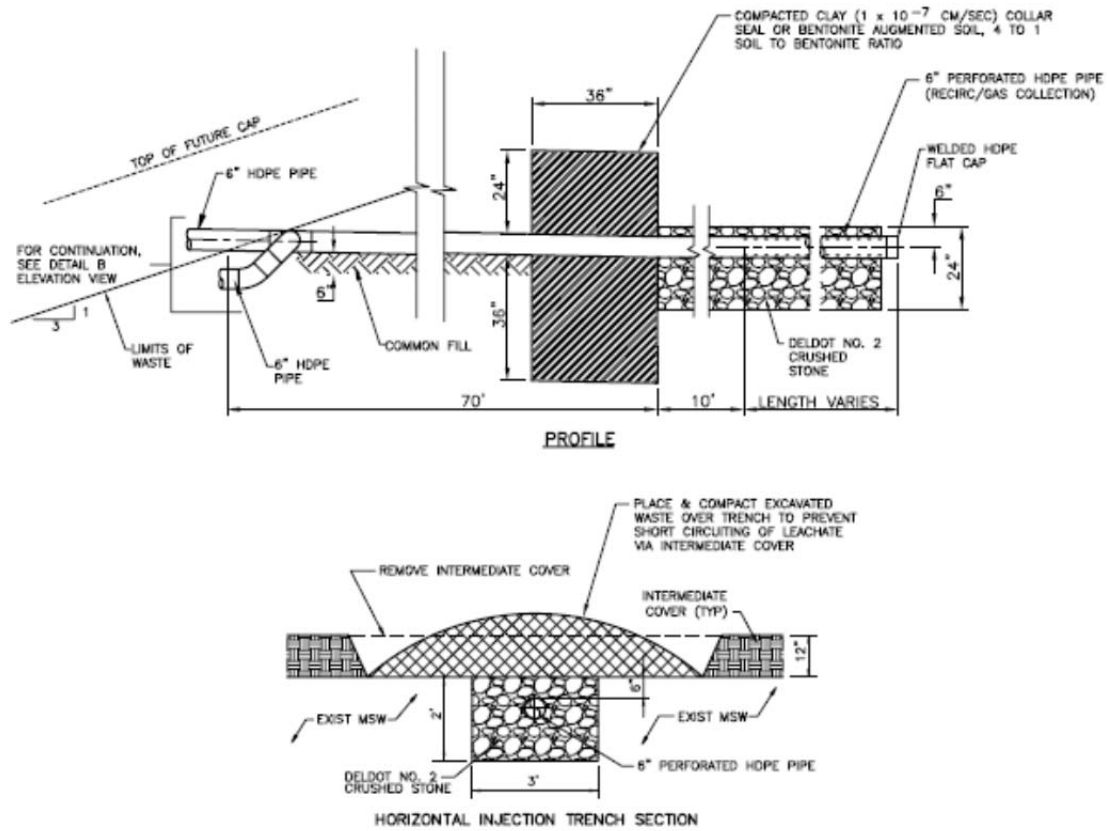 COMPACTED CLAY (1 x 10⁻⁷ CM/SEC) COLLAR
SEAL OR BENTONITE AUGMENTED SOIL, 4 TO 1
SOIL TO BENTONITE RATIO
6" PERFORATED HDPE PIPE
(RECIRC/GAS COLLECTION)
36"
TOP OF FUTURE CAP
WELDED HDPE
FLAT CAP
6" HDPE PIPE
24"
6"
FOR CONTINUATION,
SEE DETAIL B
ELEVATION VIEW
24"
6"
36"
1
3
LIMITS OF
WASTE
COMMON FILL
6" HDPE
PIPE
DELDOT NO. 2
CRUSHED
STONE
70'
10'
LENGTH VARIES
PROFILE
PLACE & COMPACT EXCAVATED
WASTE OVER TRENCH TO PREVENT
SHORT CIRCUITING OF LEACHATE
VIA INTERMEDIATE COVER
REMOVE INTERMEDIATE COVER
INTERMEDIATE
COVER (TYP)
12"
6"
EXIST MSW
2'
EXIST MSW
6" PERFORATED HDPE PIPE
DELDOT NO. 2
CRUSHED STONE
3'
HORIZONTAL INJECTION TRENCH SECTION